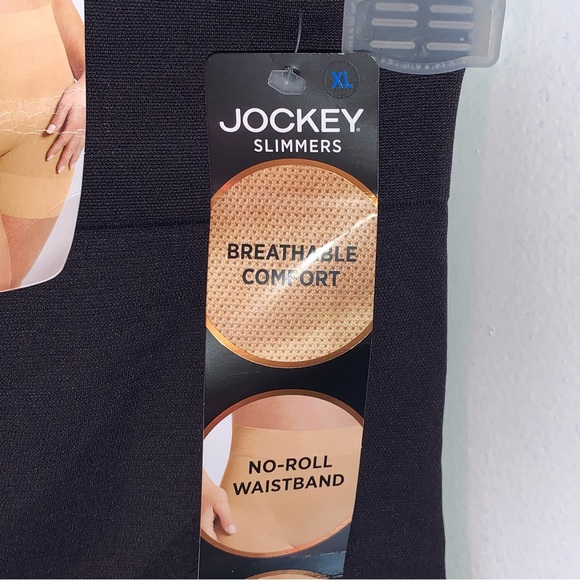 XL
JOCKEY®
SLIMMERS
BREATHABLE
COMFORT
NO-ROLL
WAISTBAND